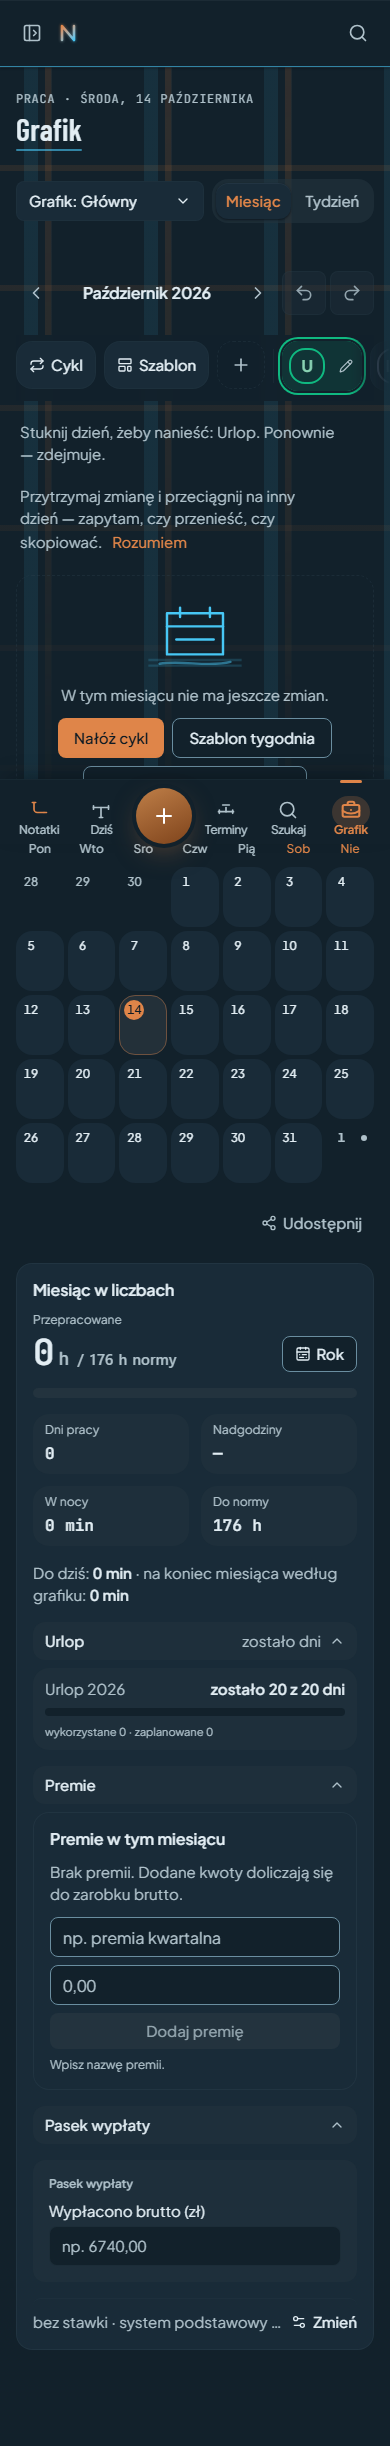 N
PRACA · ŚRODA, 14 PAŹDZIERNIKA
Grafik
Grafik: Główny
Miesiąc Tydzień
Październik 2026
Cykl Szablon + U
Stuknij dzień, żeby nanieść: Urlop. Ponownie
— zdejmuje.
Przytrzymaj zmianę i przeciągnij na inny
dzień — zapytam, czy przenieść, czy
skopiować. Rozumiem
W tym miesiącu nie ma jeszcze zmian.
Nałóż cykl Szablon tygodnia
Notatki Dziś + Terminy Szukaj Grafik
Pon Wto Śro Czw Pią Sob Nie
28 29 30 1 2 3 4
5 6 7 8 9 10 11
12 13 14 15 16 17 18
19 20 21 22 23 24 25
26 27 28 29 30 31 1
Udostępnij
Miesiąc w liczbach
Przepracowane
0 h / 176 h normy
Rok
Dni pracy Nadgodziny
0 —
W nocy Do normy
0 min 176 h
Do dziś: 0 min · na koniec miesiąca według
grafiku: 0 min
Urlop zostało dni
Urlop 2026 zostało 20 z 20 dni
wykorzystane 0 · zaplanowane 0
Premie
Premie w tym miesiącu
Brak premii. Dodane kwoty doliczają się
do zarobku brutto.
np. premia kwartalna
0,00
Dodaj premię
Wpisz nazwę premii.
Pasek wypłaty
Pasek wypłaty
Wypłacono brutto (zł)
np. 6740,00
bez stawki · system podstawowy … Zmień